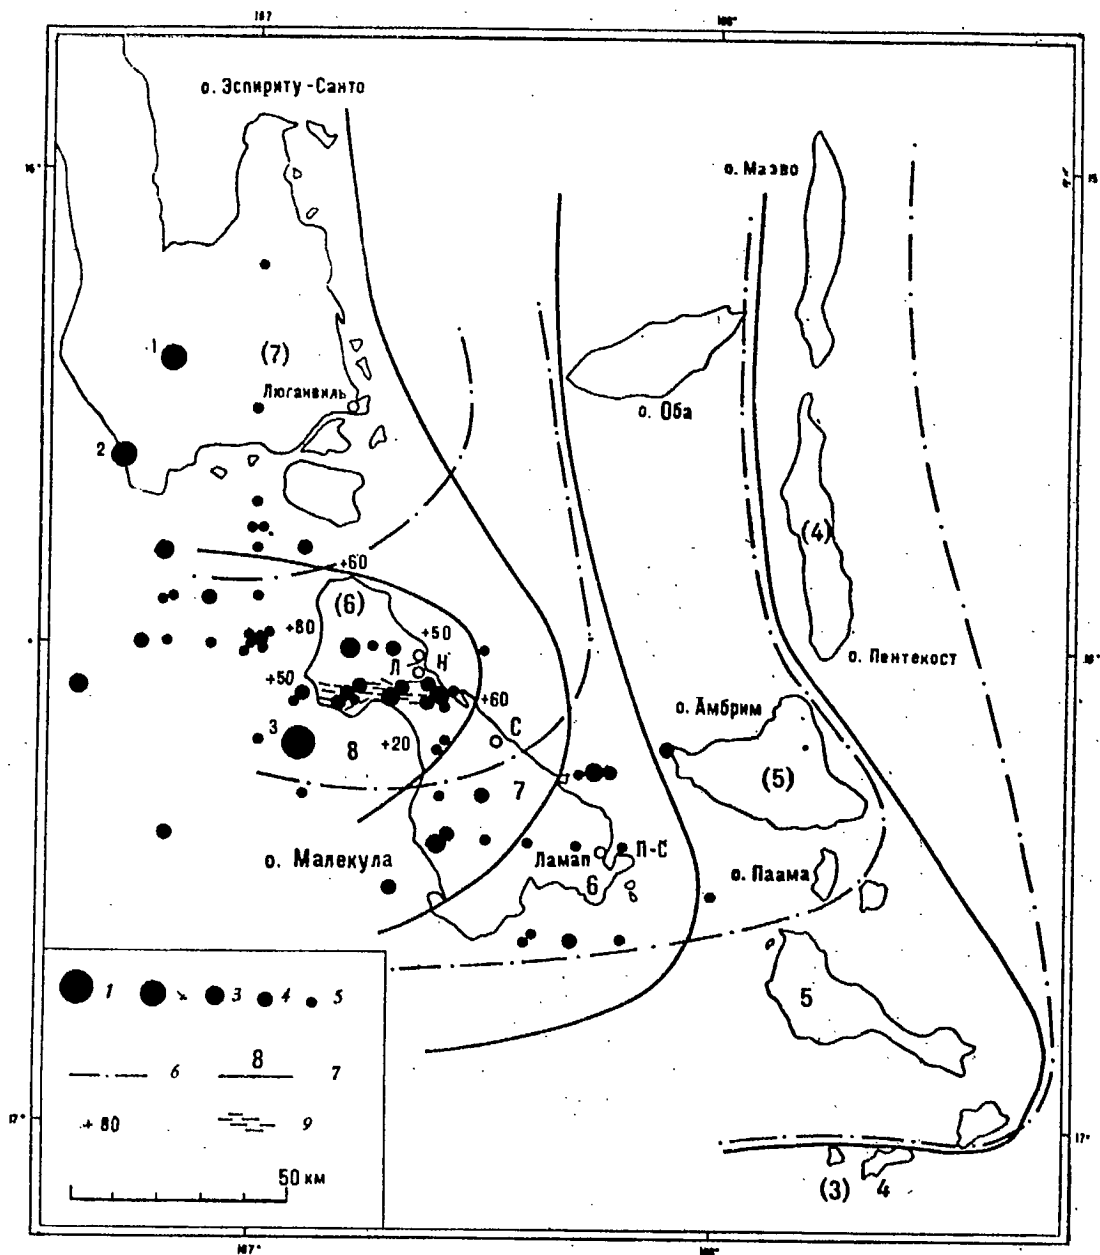 167
168°
о. Эспириту-Санто
о. Маэво
15
1
(7)
Люганвиль
о. Оба
2
(4)
+60
(6)
+80
+50
Л
Н
о. Пентекост
+50
+60
о. Амбрим
3
8
+20
С
(5)
7
о. Малекула
Ламап
П-С
6
о. Паама
5
1
3
4
5
6
8
7
17°
+80
9
17°
50 км
(3)
4
167°
168°